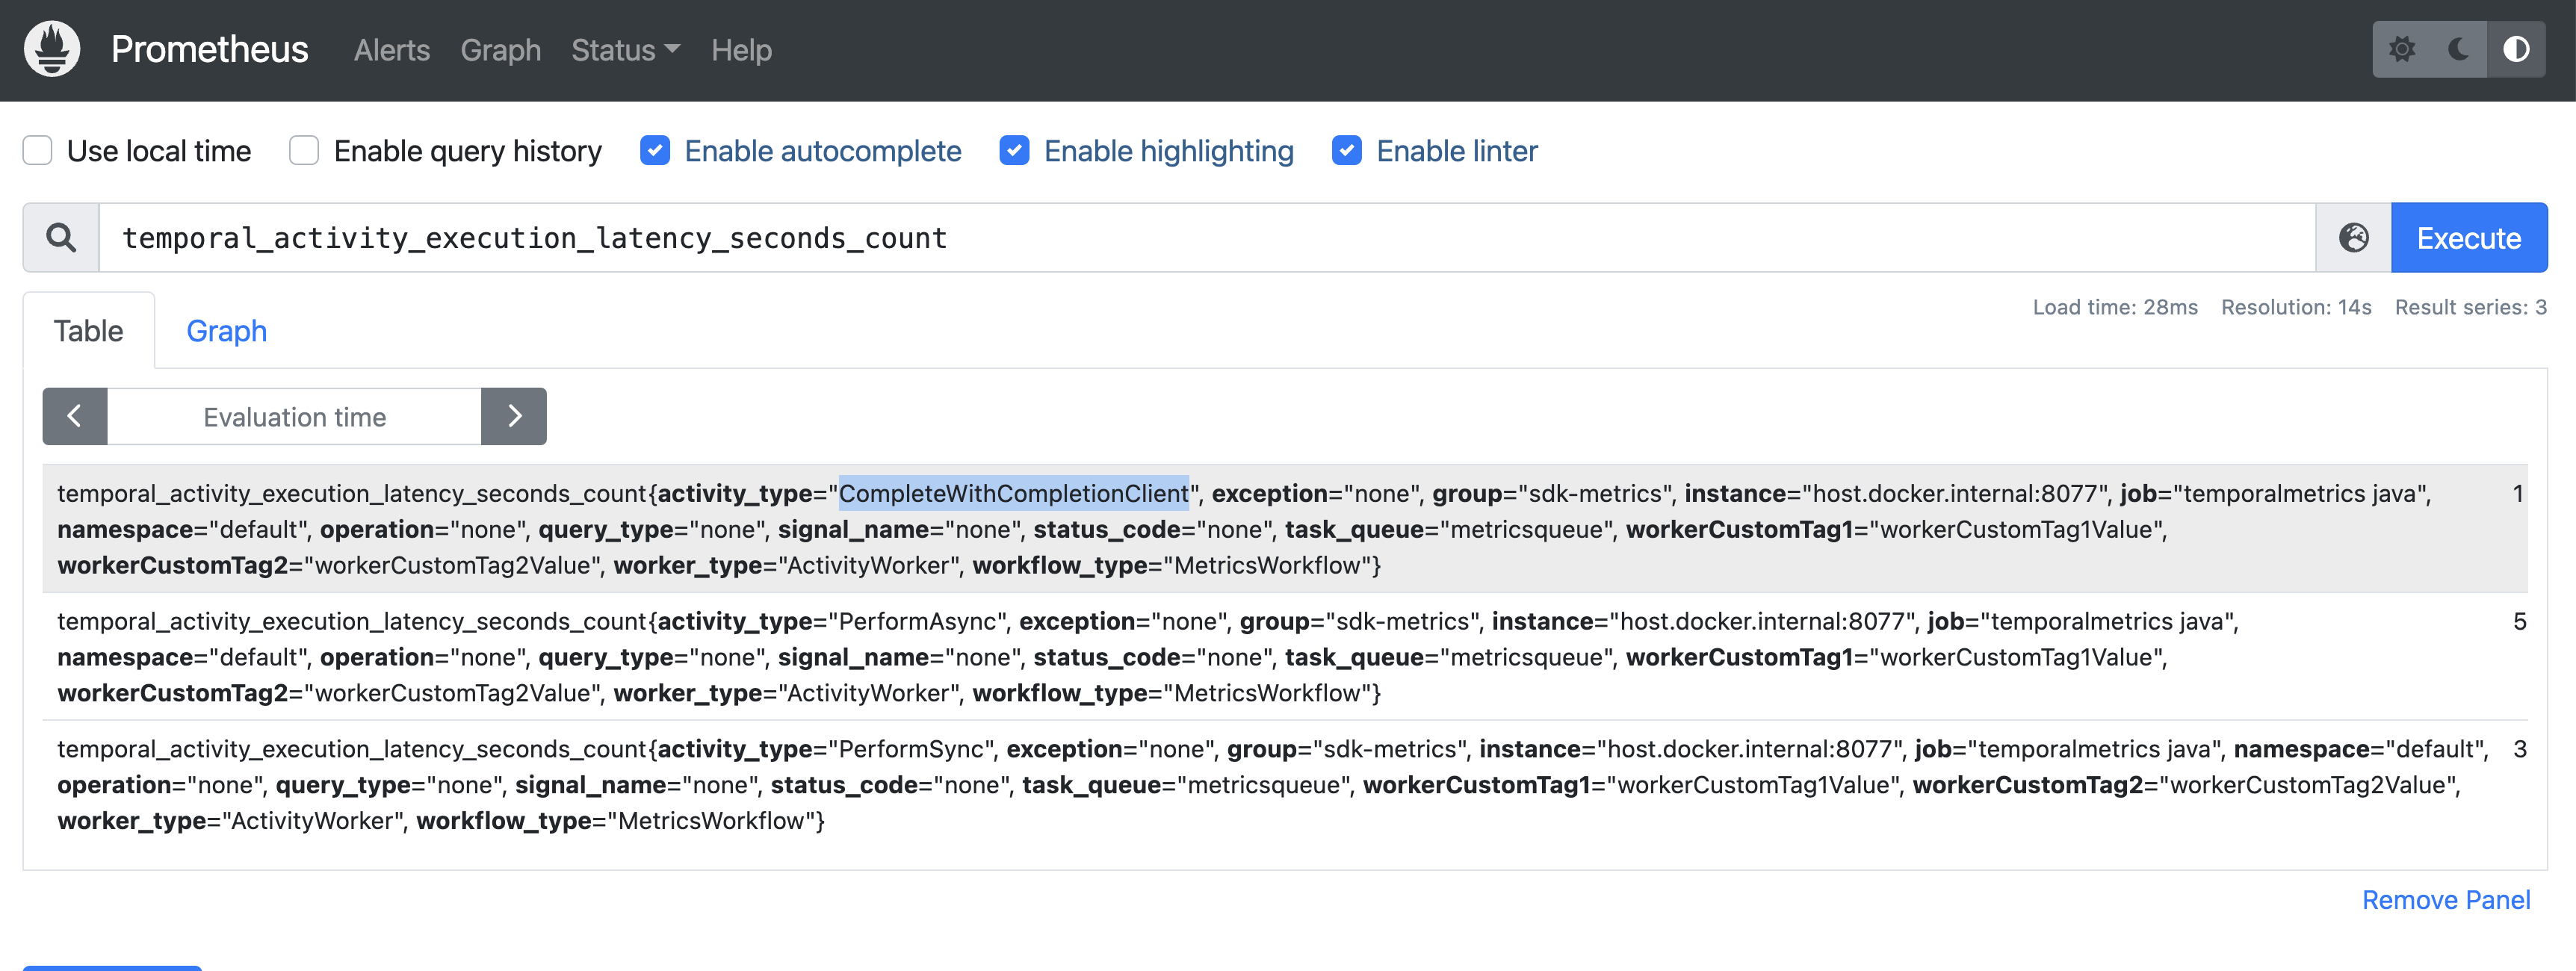 Prometheus Alerts Graph Status Help
Use local time Enable query history Enable autocomplete Enable highlighting Enable linter
temporal_activity_execution_latency_seconds_count Execute
Table Graph Load time: 28ms Resolution: 14s Result series: 3
Evaluation time
temporal_activity_execution_latency_seconds_count{activity_type="CompleteWithCompletionClient", exception="none", group="sdk-metrics", instance="host.docker.internal:8077", job="temporalmetrics java", 1
namespace="default", operation="none", query_type="none", signal_name="none", status_code="none", task_queue="metricsqueue", workerCustomTag1="workerCustomTag1Value",
workerCustomTag2="workerCustomTag2Value", worker_type="ActivityWorker", workflow_type="MetricsWorkflow"}
temporal_activity_execution_latency_seconds_count{activity_type="PerformAsync", exception="none", group="sdk-metrics", instance="host.docker.internal:8077", job="temporalmetrics java", 5
namespace="default", operation="none", query_type="none", signal_name="none", status_code="none", task_queue="metricsqueue", workerCustomTag1="workerCustomTag1Value",
workerCustomTag2="workerCustomTag2Value", worker_type="ActivityWorker", workflow_type="MetricsWorkflow"}
temporal_activity_execution_latency_seconds_count{activity_type="PerformSync", exception="none", group="sdk-metrics", instance="host.docker.internal:8077", job="temporalmetrics java", namespace="default", 3
operation="none", query_type="none", signal_name="none", status_code="none", task_queue="metricsqueue", workerCustomTag1="workerCustomTag1Value", workerCustomTag2="workerCustomTag2Value",
worker_type="ActivityWorker", workflow_type="MetricsWorkflow"}
Remove Panel